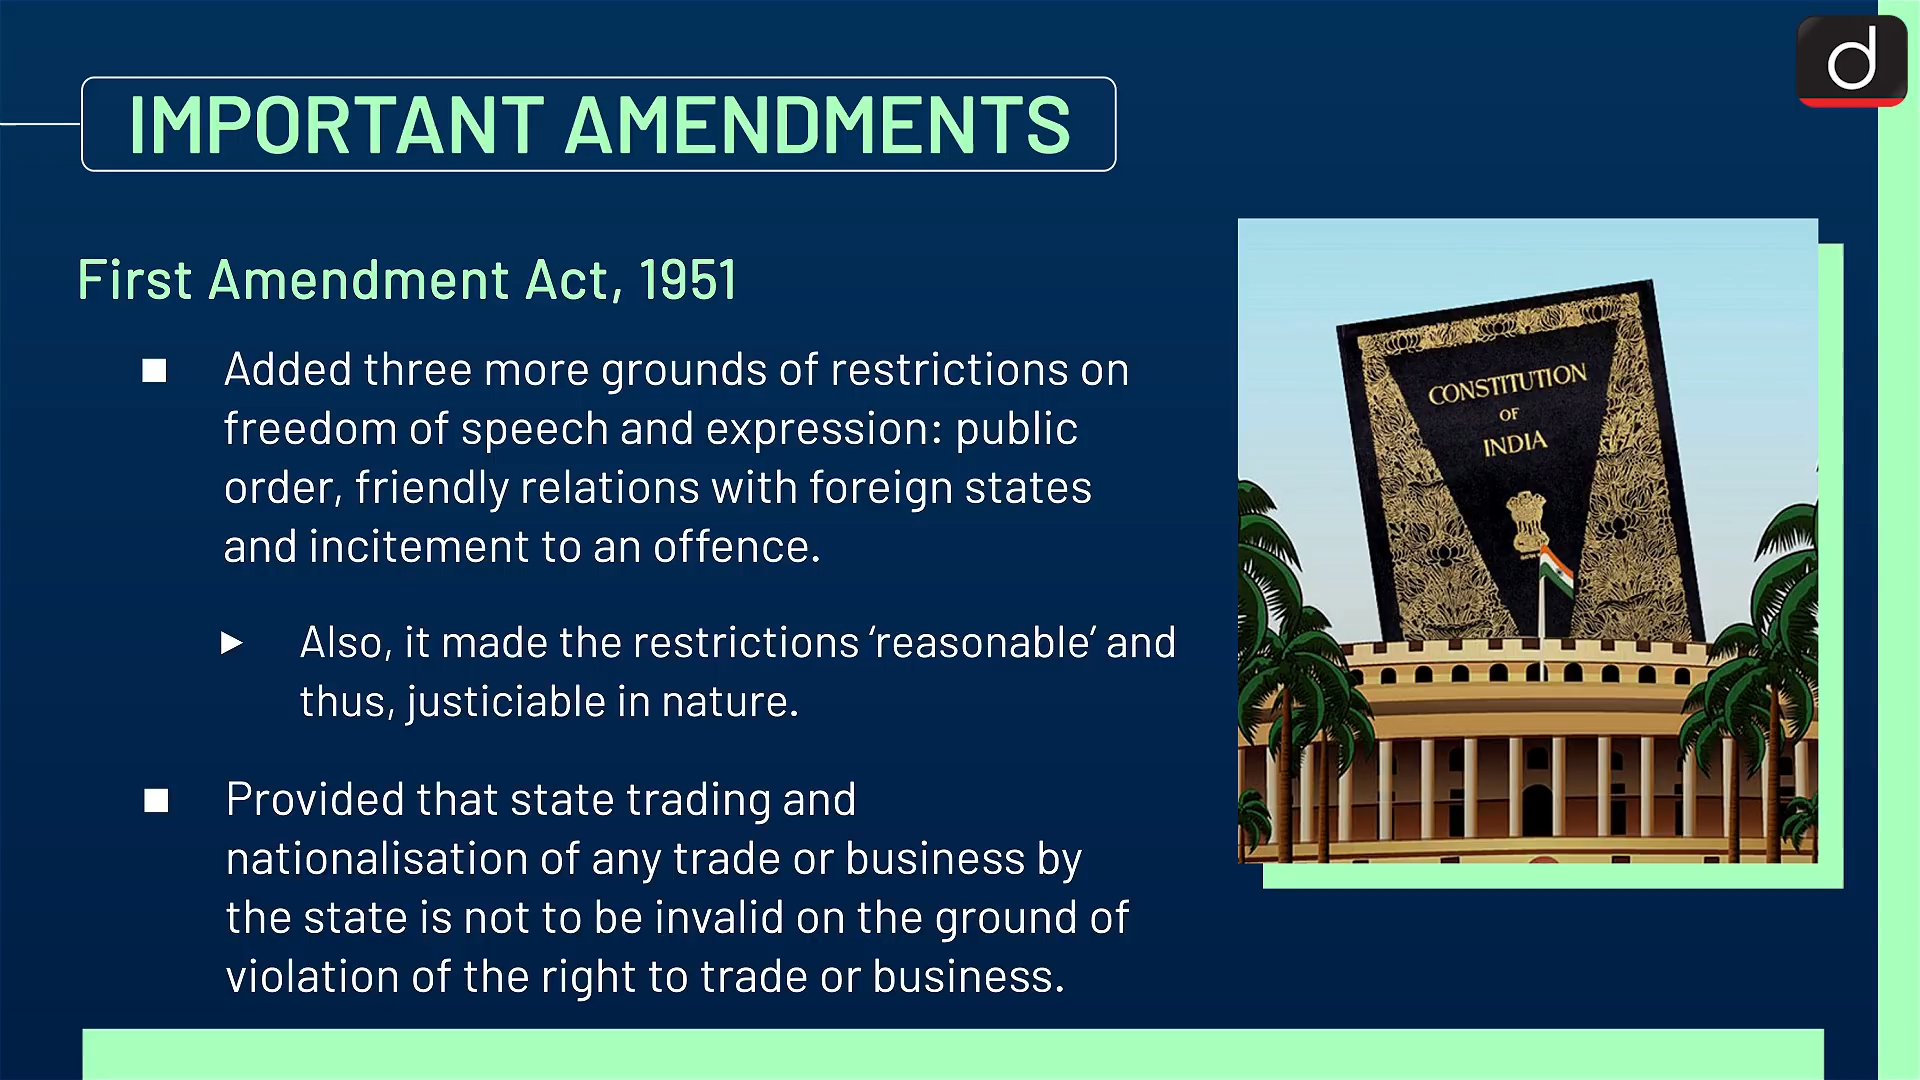 d
IMPORTANT AMENDMENTS
First Amendment Act, 1951
Added three more grounds of restrictions on
freedom of speech and expression: public
order, friendly relations with foreign states
and incitement to an offence.
Also, it made the restrictions ‘reasonable’ and
thus, justiciable in nature.
Provided that state trading and
nationalisation of any trade or business by
the state is not to be invalid on the ground of
violation of the right to trade or business.
CONSTITUTION
OF
INDIA